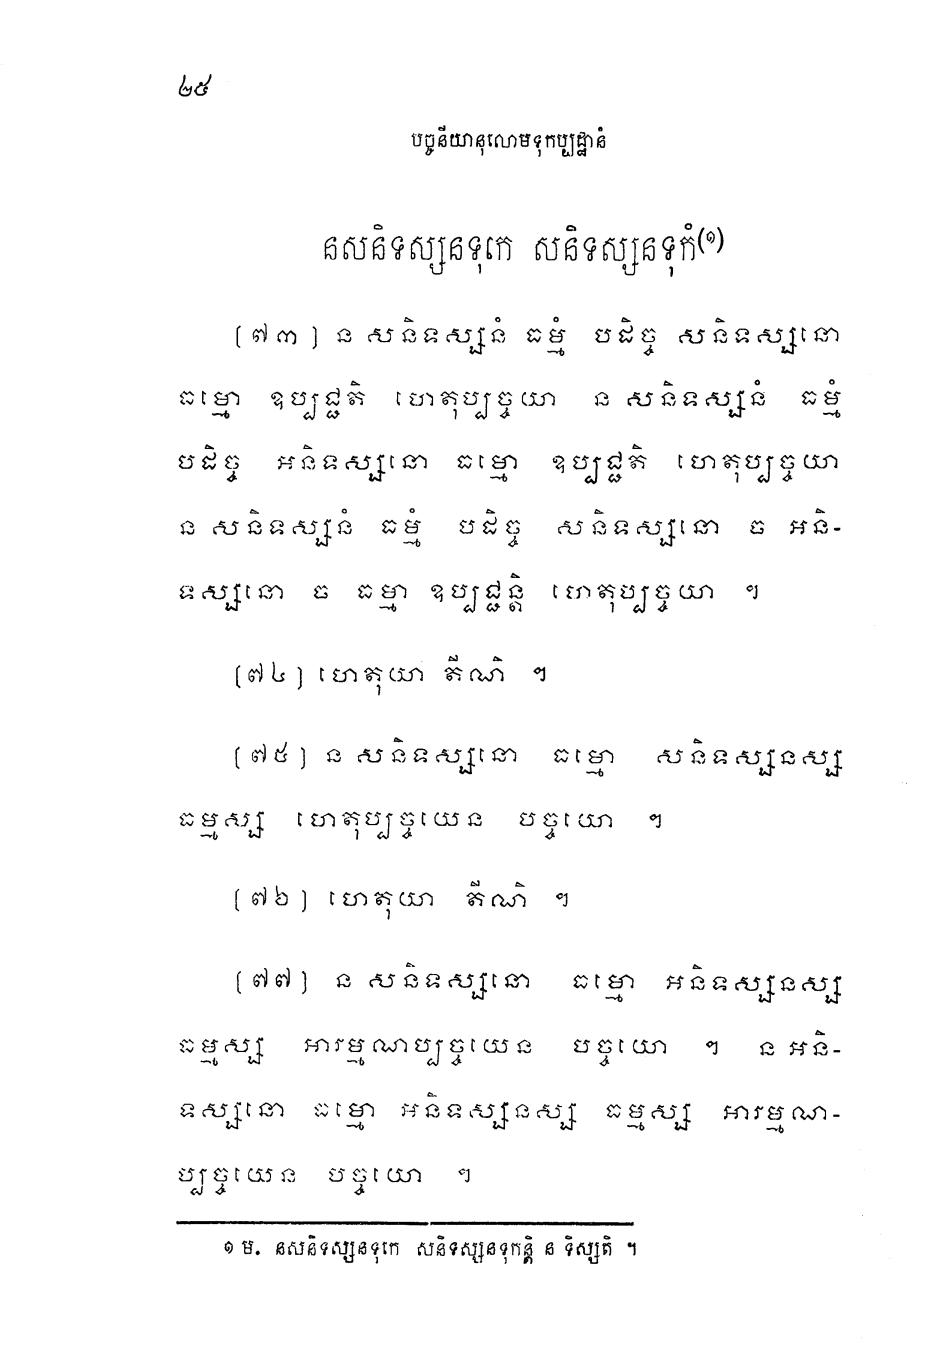 ២៥
បច្ចនីយានុលោមទុកប្បដ្ឋានំ
នសនិទស្សនទុកេ សនិទស្សនទុកំ(១)
(៧៣) ន សនិទស្សនំ ធម្មំ បដិច្ច សនិទស្សនោ
ធម្មោ ឧប្បជ្ជតិ ហេតុប្បច្ចយា ន សនិទស្សនំ ធម្មំ
បដិច្ច អនិទស្សនោ ធម្មោ ឧប្បជ្ជតិ ហេតុប្បច្ចយា
ន សនិទស្សនំ ធម្មំ បដិច្ច សនិទស្សនោ ច អនិ-
ទស្សនោ ច ធម្មា ឧប្បជ្ជន្តិ ហេតុប្បច្ចយា ។
(៧៤) ហេតុយា តីណិ ។
(៧៥) ន សនិទស្សនោ ធម្មោ សនិទស្សនស្ស
ធម្មស្ស ហេតុប្បច្ចយេន បច្ចយោ ។
(៧៦) ហេតុយា តីណិ ។
(៧៧) ន សនិទស្សនោ ធម្មោ អនិទស្សនស្ស
ធម្មស្ស អារម្មណប្បច្ចយេន បច្ចយោ ។ ន អនិ-
ទស្សនោ ធម្មោ អនិទស្សនស្ស ធម្មស្ស អារម្មណ-
ប្បច្ចយេន បច្ចយោ ។
១ ម. នសនិទស្សនទុកេ សនិទស្សនទុកន្តិ ន ទិស្សតិ ។